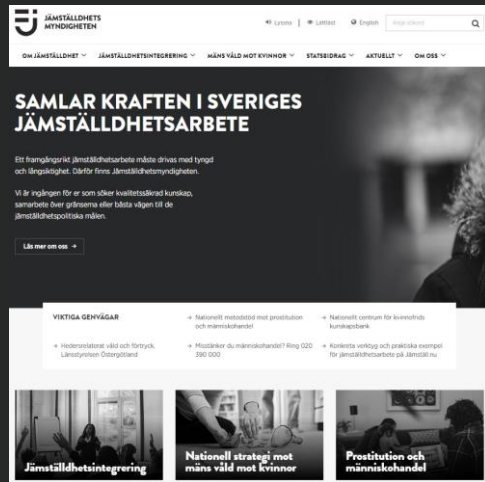 JÄMSTÄLLDHETS
MYNDIGHETEN
Lyssna
Lättläst
English
OM JÄMSTÄLLDHET
JÄMSTÄLLDHETSINTEGRERING
MÄNS VÅLD MOT KVINNOR
STATSBIDRAG
AKTUELLT
OM OSS
SAMLAR KRAFTEN I SVERIGES
JÄMSTÄLLDHETSARBETE
Ett framgångsrikt jämställdhetsarbete måste drivas med tyngd
och långsiktighet. Därför finns Jämställdhetsmyndigheten.
Vi är ingången för er som söker kvalitetssäkrad kunskap,
samarbete över gränserna eller bästa vägen till de
jämställdhetspolitiska målen.
Läs mer om oss →
VIKTIGA GENVÄGAR
→ Hedersrelaterat våld och förtryck,
Länsstyrelsen Östergötland
→ Nationellt metodstöd mot prostitution
och människohandel
→ Misstänker du människohandel? Ring 020
390 000
→ Nationellt centrum för kvinnofrids
kunskapsbank
→ Konkreta verktyg och praktiska exempel
för jämställdhetsarbete på Jämställ.nu
Jämställdhetsintegrering
Nationell strategi mot
mäns våld mot kvinnor
Prostitution och
människohandel